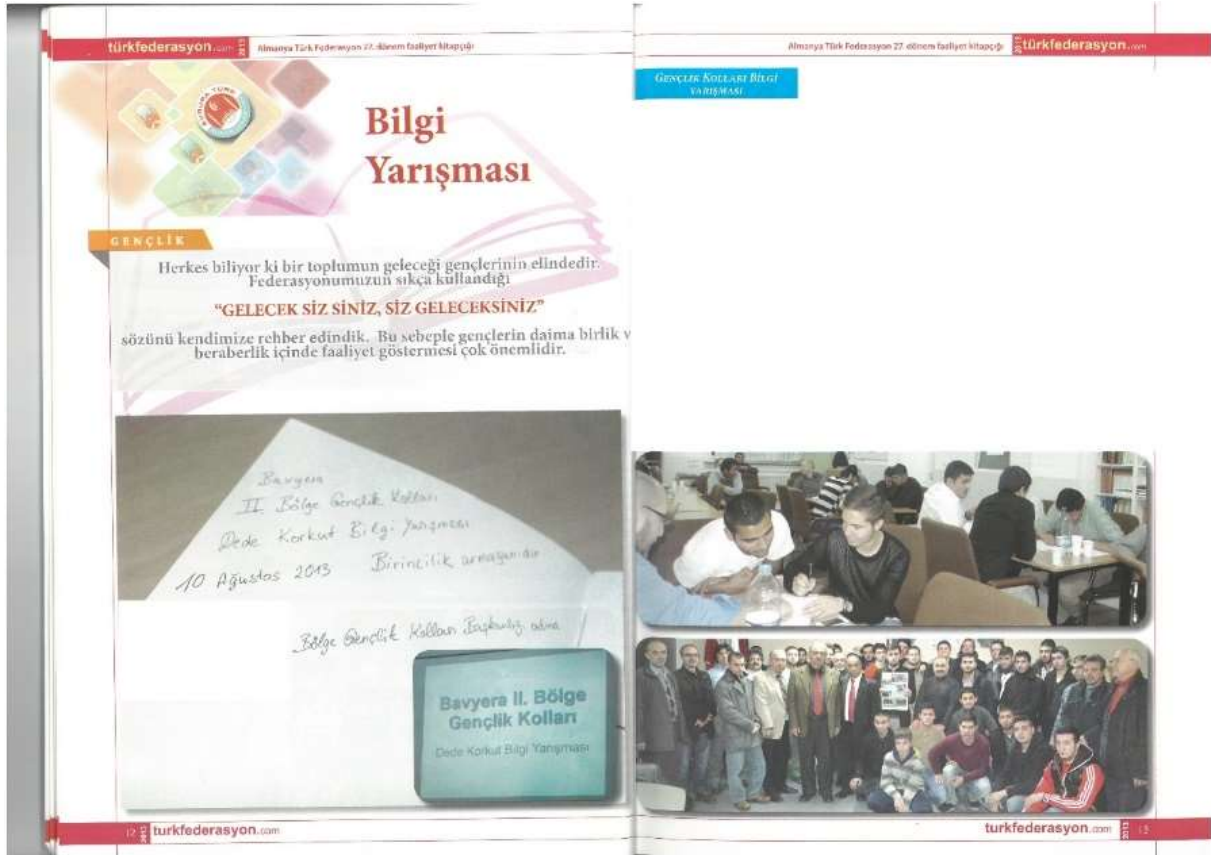 türkfederasyon.com 2013 Almanya Türk Federasyon 27. dönem faaliyet kitapçığı
Bilgi
Yarışması
GENÇLİK
Herkes biliyor ki bir toplumun geleceği gençlerinin elindedir.
Federasyonumuzun sıkça kullandığı
“GELECEK SİZ SİNİZ, SİZ GELECEKSİNİZ”
sözünü kendimize rehber edindik. Bu sebeple gençlerin daima birlik v
beraberlik içinde faaliyet göstermesi çok önemlidir.
Bavyera
II. Bölge Gençlik Kolları
Dede Korkut Bilgi Yarışması
10 Ağustos 2013 Birincilik armağanıdır
Bölge Gençlik Kolları Başkanlığı adına
Bavyera II. Bölge
Gençlik Kolları
Dede Korkut Bilgi Yarışması
12 2013 turkfederasyon.com
Almanya Türk Federasyon 27. dönem faaliyet kitapçığı 2013 türkfederasyon.com
GENÇLİK KOLLARI BİLGİ
YARIŞMASI
turkfederasyon.com 2013 13